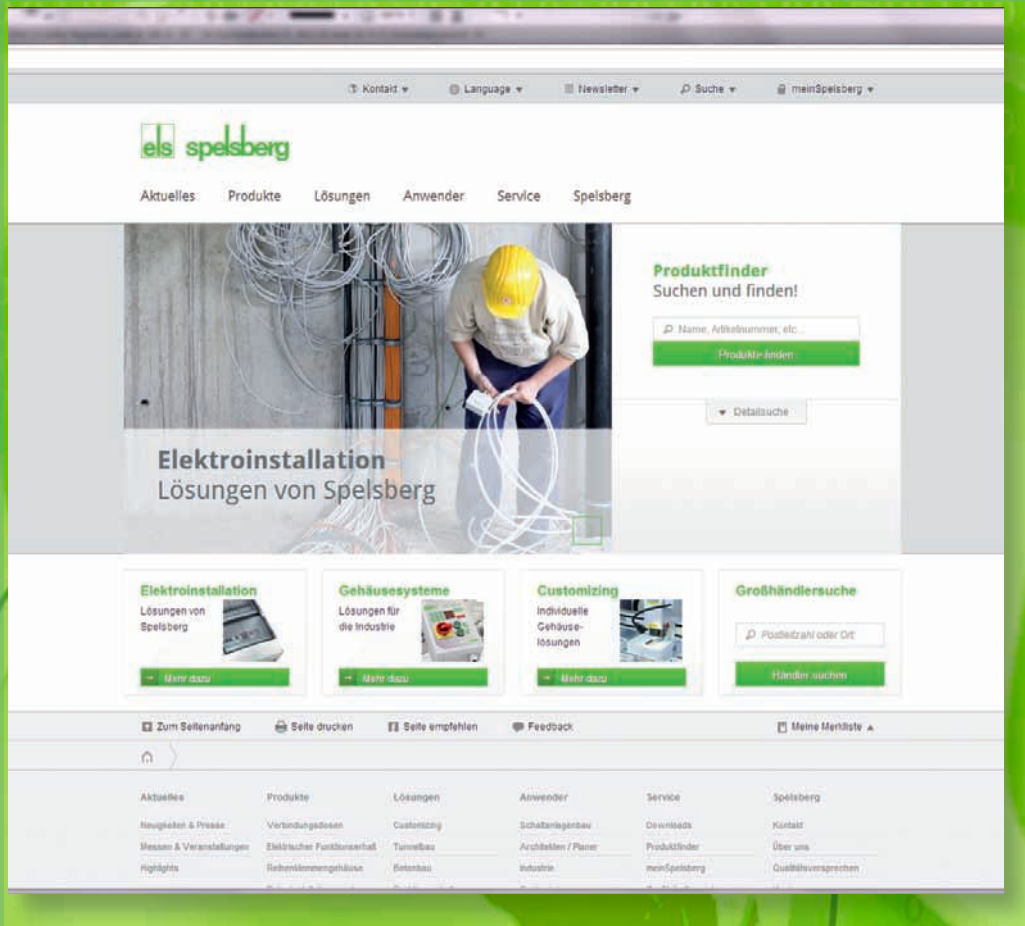 Kontakt
Language
Newsletter
Suche
meinSpelsberg
els spelsberg
Aktuelles
Produkte
Lösungen
Anwender
Service
Spelsberg
Produktfinder
Suchen und finden!
Name, Artikelnummer, etc...
Produkte finden
Detailsuche
Elektroinstallation
Lösungen von Spelsberg
Elektroinstallation
Lösungen von
Spelsberg
Mehr dazu
Gehäusesysteme
Lösungen für
die Industrie
Mehr dazu
Customizing
Individuelle
Gehäuse-
lösungen
Mehr dazu
Großhändlersuche
Postleitzahl oder Ort
Händler suchen
Zum Seitenanfang
Seite drucken
Seite empfehlen
Feedback
Meine Merkliste
Aktuelles
Neuigkeiten & Presse
Messen & Veranstaltungen
Highlights
Produkte
Verbindungsdosen
Elektrischer Funktionserhalt
Reihenklemmengehäuse
Lösungen
Customizing
Tunnelbau
Betonbau
Anwender
Schaltanlagenbau
Architekten / Planer
Industrie
Service
Downloads
Produktfinder
meinSpelsberg
Spelsberg
Kontakt
Über uns
Qualitätsversprechen